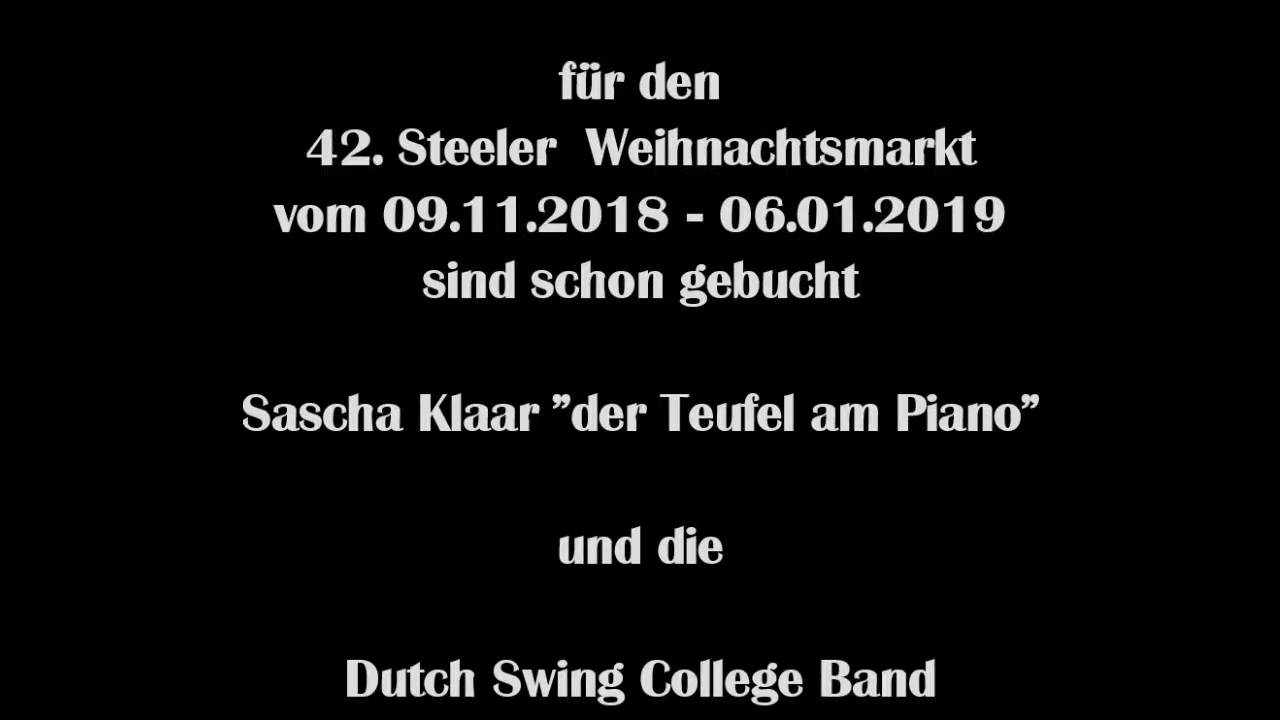 für den
42. Steeler Weihnachtsmarkt
vom 09.11.2018 - 06.01.2019
sind schon gebucht
Sascha Klaar ”der Teufel am Piano”
und die
Dutch Swing College Band